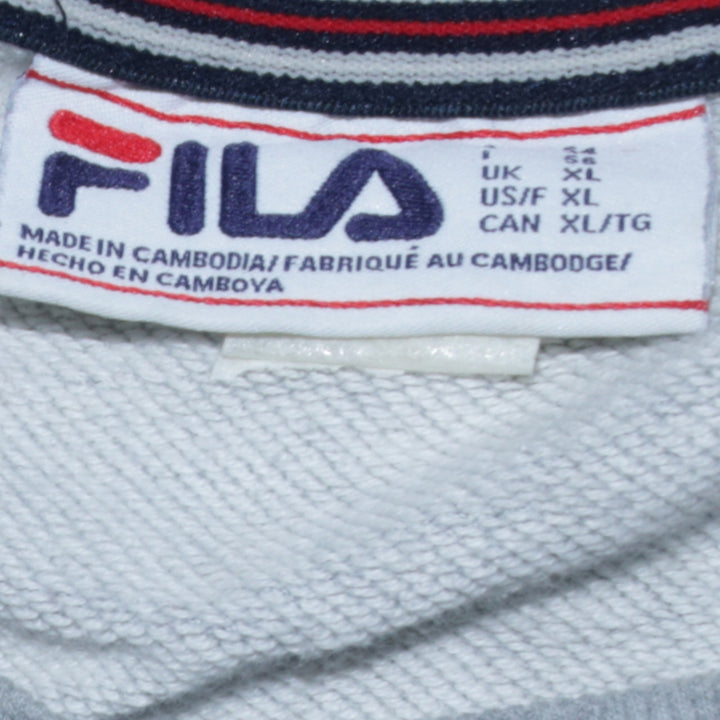 FILA
UK XL
US/F XL
CAN XL/TG
MADE IN CAMBODIA/ FABRIQUÉ AU CAMBODGE/
HECHO EN CAMBOYA